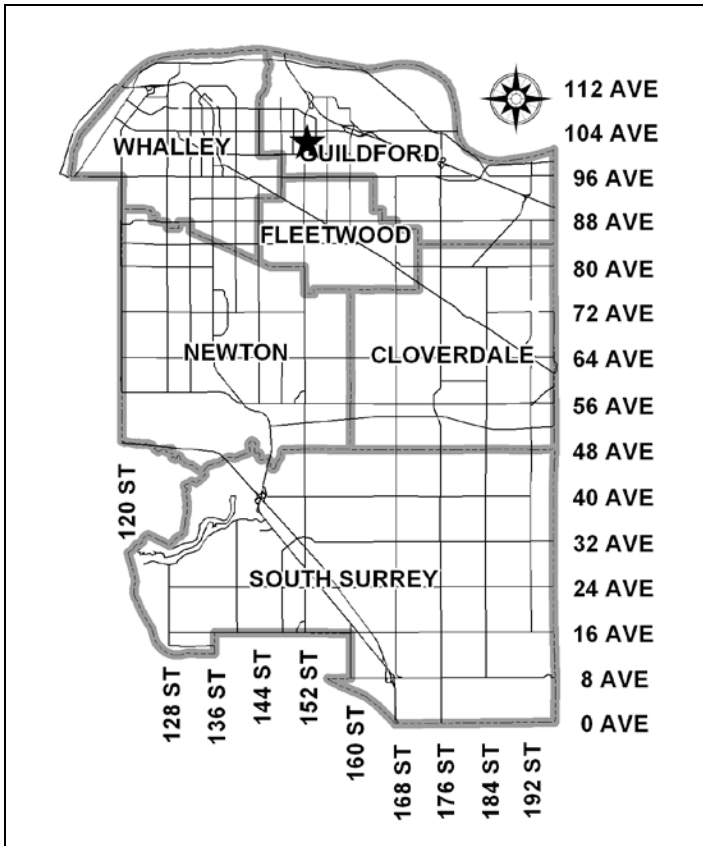 112 AVE
104 AVE
WHALLEY
GUILDFORD
96 AVE
88 AVE
FLEETWOOD
80 AVE
72 AVE
NEWTON
CLOVERDALE
64 AVE
56 AVE
48 AVE
120 ST
40 AVE
32 AVE
SOUTH SURREY
24 AVE
16 AVE
8 AVE
0 AVE
128 ST
136 ST
144 ST
152 ST
160 ST
168 ST
176 ST
184 ST
192 ST